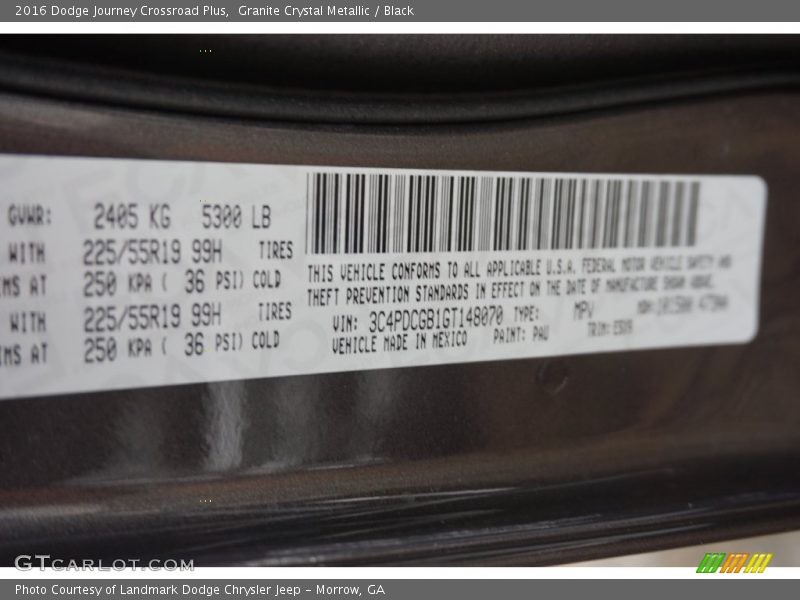 2016 Dodge Journey Crossroad Plus, Granite Crystal Metallic / Black
GVWR: 2405 KG 5300 LB
WITH 225/55R19 99H TIRES
MS AT 250 KPA ( 36 PSI) COLD
WITH 225/55R19 99H TIRES
MS AT 250 KPA ( 36 PSI) COLD
THIS VEHICLE CONFORMS TO ALL APPLICABLE U.S.A. FEDERAL MOTOR VEHICLE SAFETY AND
THEFT PREVENTION STANDARDS IN EFFECT ON THE DATE OF MANUFACTURE SHOWN ABOVE.
VIN: 3C4PDCGB1GT148070 TYPE: MPV
VEHICLE MADE IN MEXICO PAINT: PAU TRIM:
GTCARLOT.COM
Photo Courtesy of Landmark Dodge Chrysler Jeep - Morrow, GA